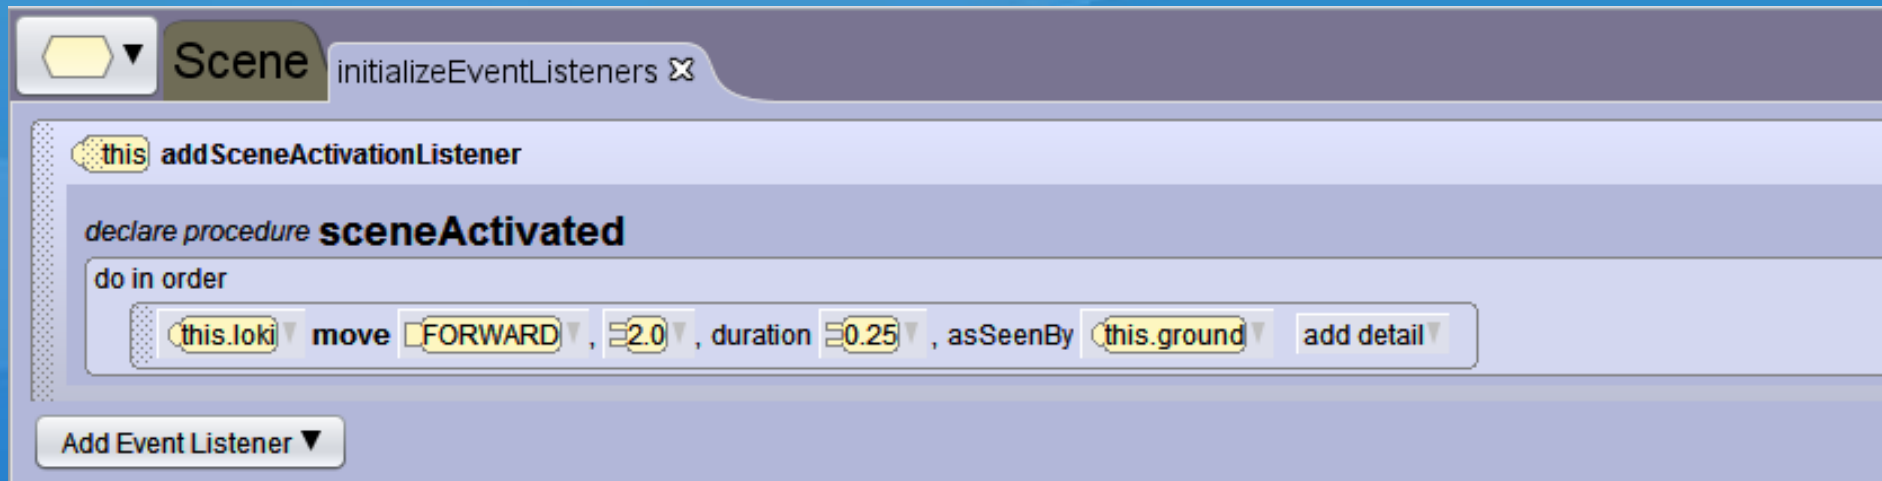 Scene initializeEventListeners
this addSceneActivationListener
declare procedure sceneActivated
do in order
this.loki move FORWARD , 2.0 , duration 0.25 , asSeenBy this.ground add detail
Add Event Listener